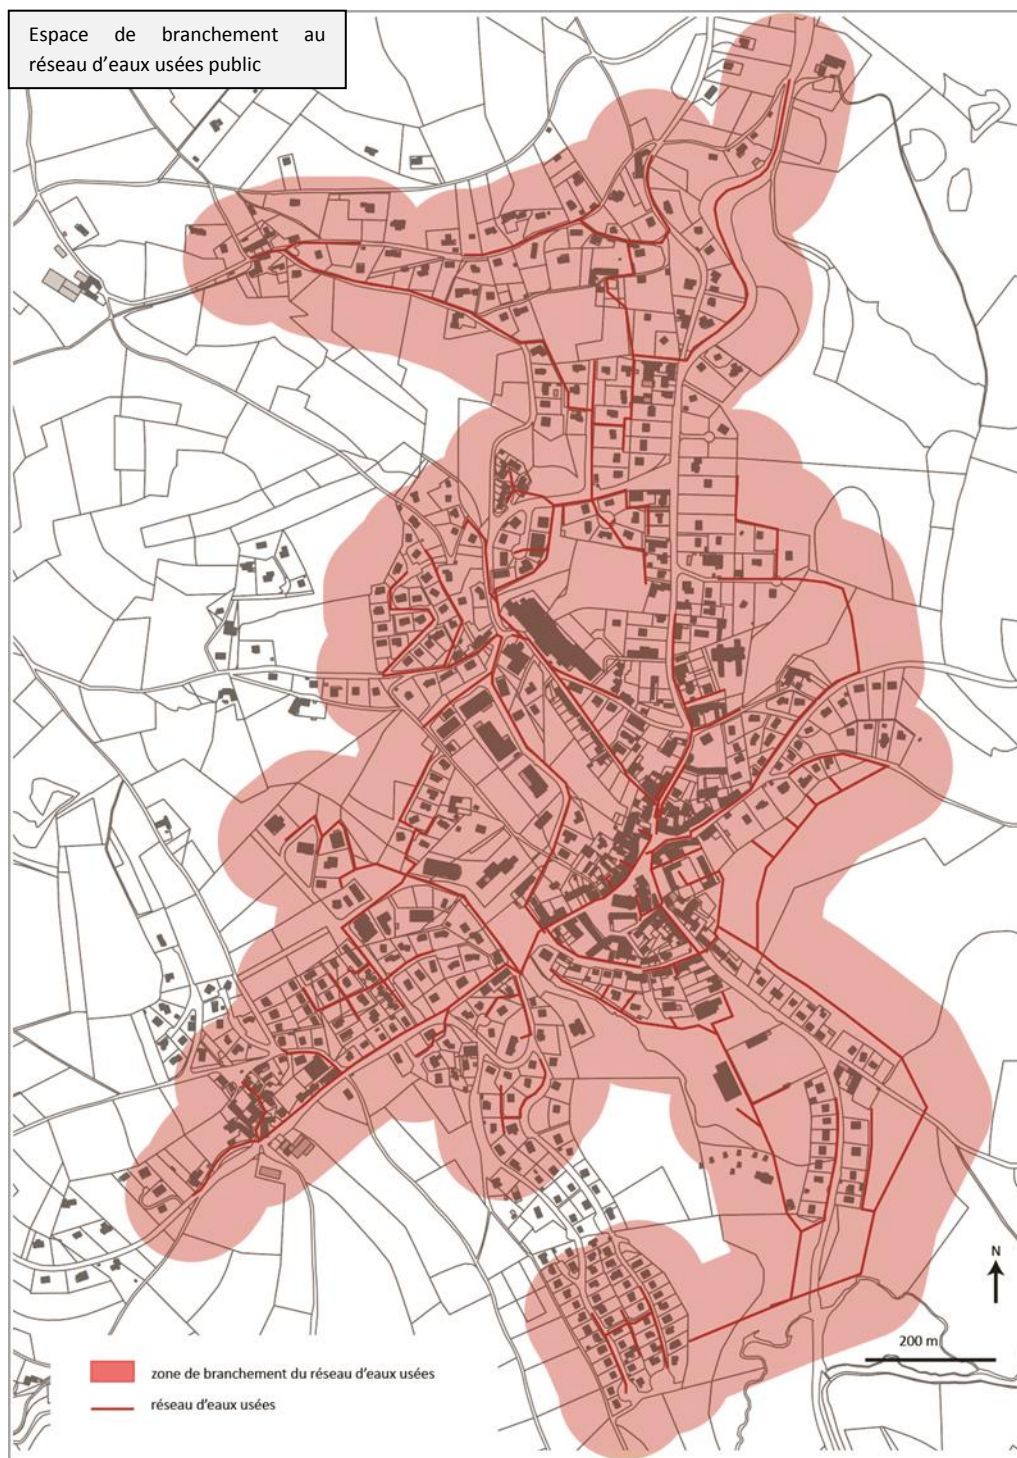 Espace de branchement au
réseau d'eaux usées public
N
200 m
zone de branchement du réseau d'eaux usées
réseau d'eaux usées